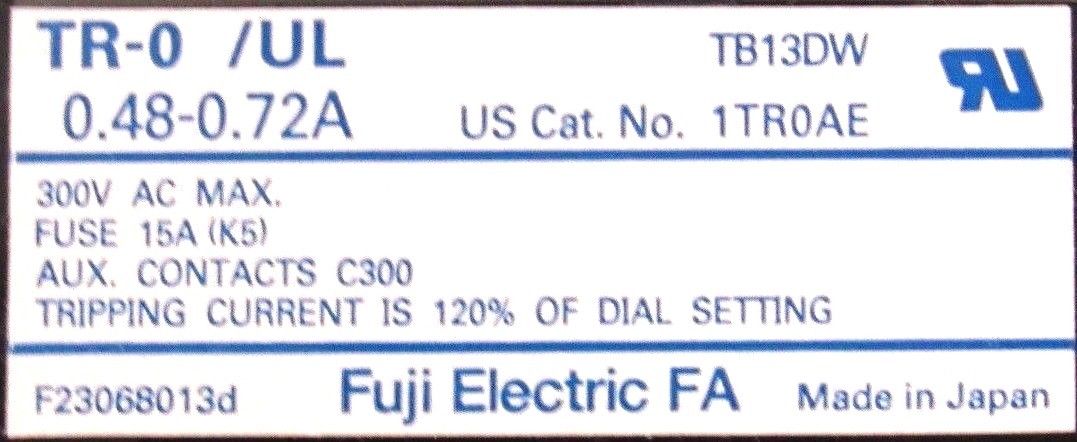 TR-0 /UL TB13DW
0.48-0.72A US Cat. No. 1TR0AE
300V AC MAX.
FUSE 15A (K5)
AUX. CONTACTS C300
TRIPPING CURRENT IS 120% OF DIAL SETTING
F23068013d Fuji Electric FA Made in Japan